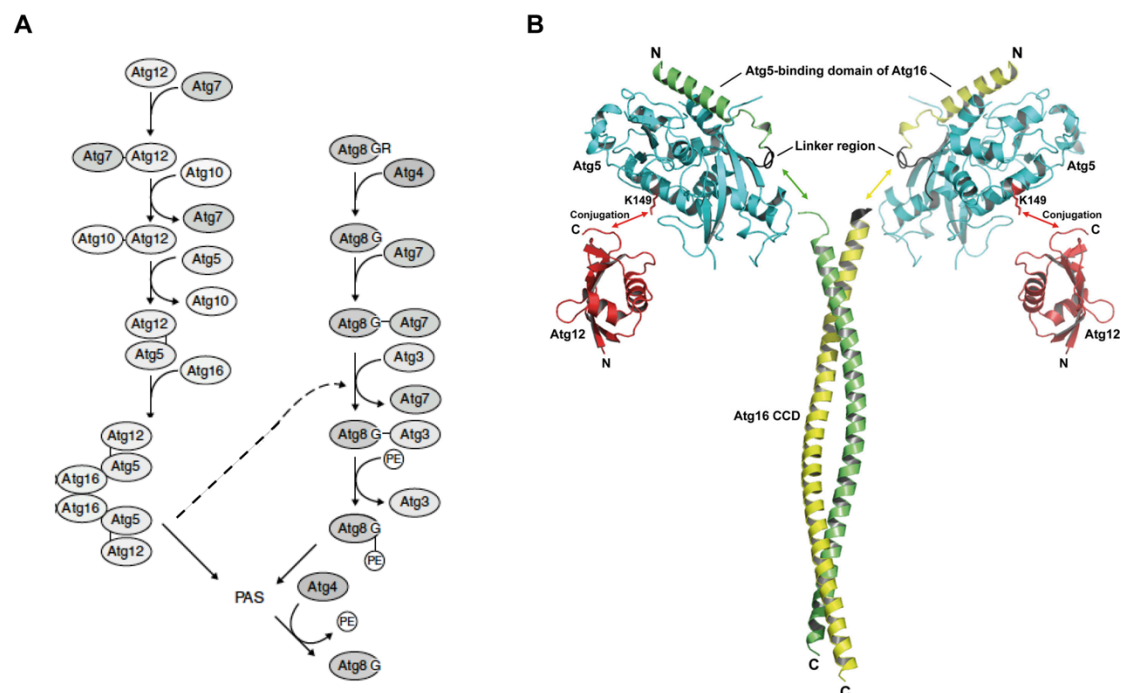 A
Atg12
Atg7
Atg7 Atg12
Atg10
Atg7
Atg10 Atg12
Atg5
Atg10
Atg12
Atg5
Atg16
Atg12
Atg5
Atg16
Atg16
Atg5
Atg12
Atg8 GR
Atg4
Atg8 G
Atg7
Atg8 G Atg7
Atg3
Atg7
Atg8 G Atg3
PE
Atg3
Atg8 G
PE
PAS
Atg4
PE
Atg8 G
B
N
N
Atg5-binding domain of Atg16
Atg5
Linker region
Atg5
K149
K149
Conjugation
Conjugation
C
C
Atg12
Atg12
N
N
Atg16 CCD
C
C